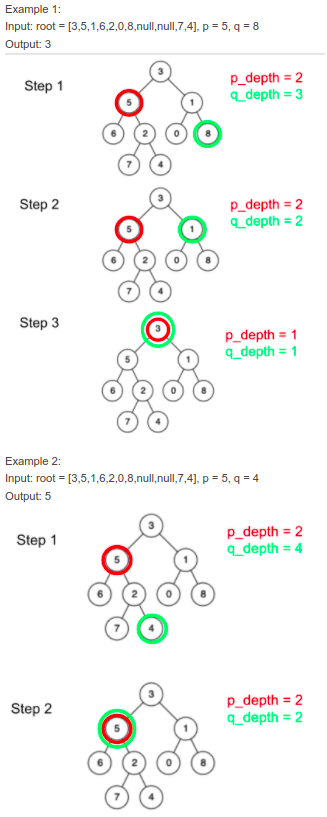 Example 1:
Input: root = [3,5,1,6,2,0,8,null,null,7,4], p = 5, q = 8
Output: 3
Step 1
p_depth = 2
q_depth = 3
3
5 1
6 2 0 8
7 4
Step 2
p_depth = 2
q_depth = 2
3
5 1
6 2 0 8
7 4
Step 3
p_depth = 1
q_depth = 1
3
5 1
6 2 0 8
7 4
Example 2:
Input: root = [3,5,1,6,2,0,8,null,null,7,4], p = 5, q = 4
Output: 5
Step 1
p_depth = 2
q_depth = 4
3
5 1
6 2 0 8
7 4
Step 2
p_depth = 2
q_depth = 2
3
5 1
6 2 0 8
7 4